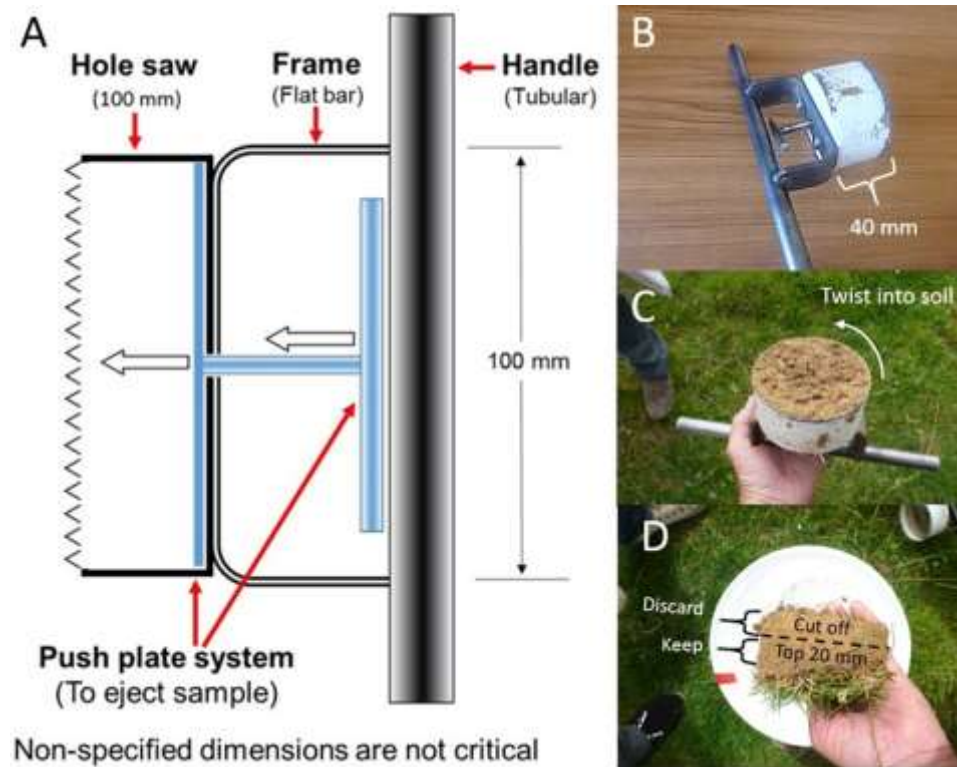 A
Hole saw
(100 mm)
Frame
(Flat bar)
Handle
(Tubular)
100 mm
Push plate system
(To eject sample)
Non-specified dimensions are not critical
B
40 mm
C
Twist into soil
D
Discard
Keep
Cut off
Top 20 mm